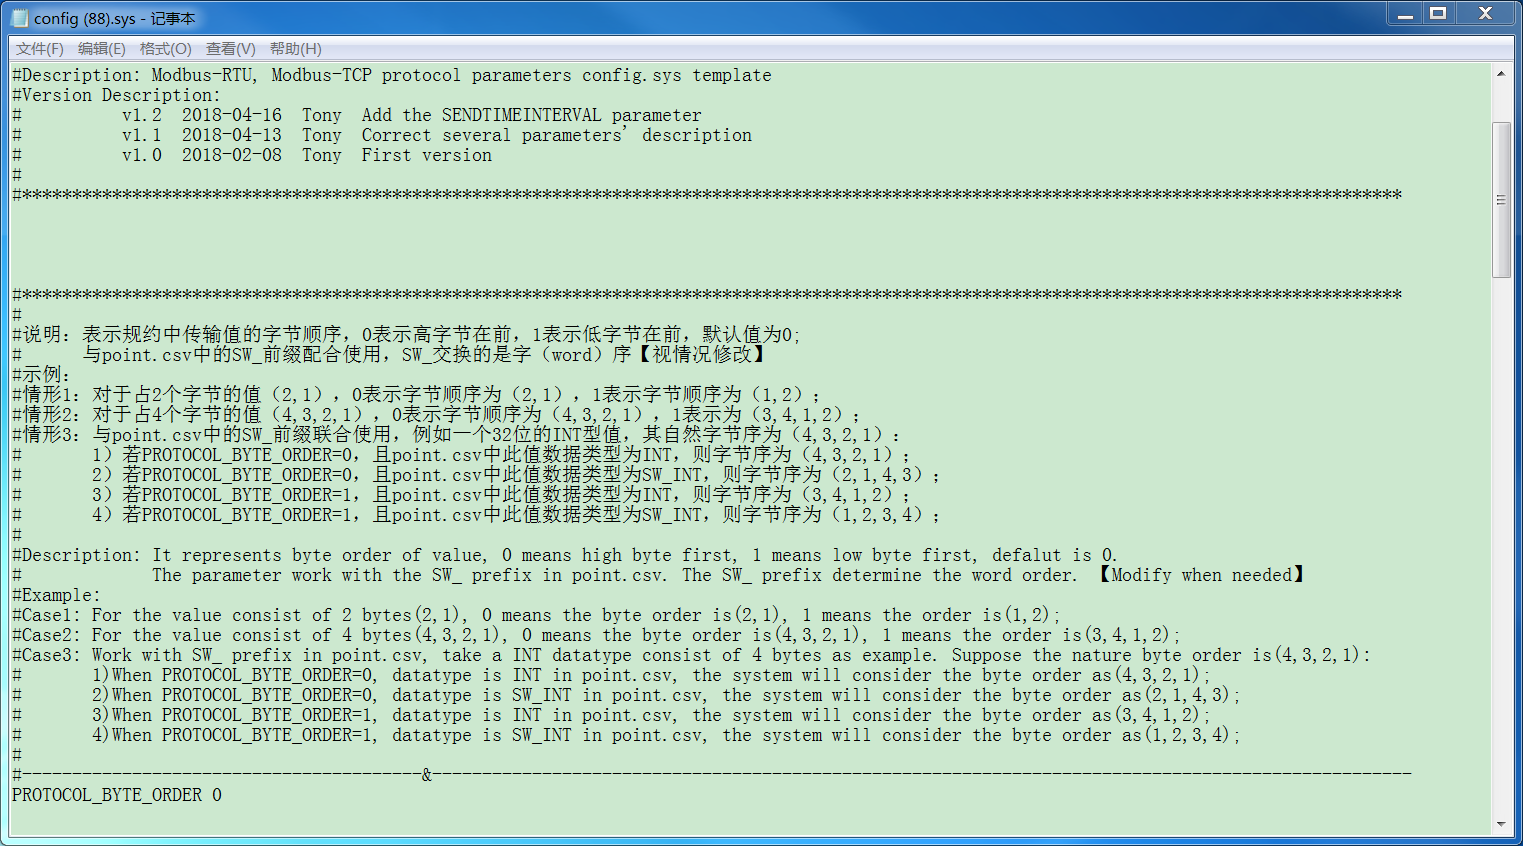 config (88).sys - 记事本
文件(F) 编辑(E) 格式(O) 查看(V) 帮助(H)
#Description: Modbus-RTU, Modbus-TCP protocol parameters config.sys template
#Version Description:
#          v1.2  2018-04-16  Tony  Add the SENDTIMEINTERVAL parameter
#          v1.1  2018-04-13  Tony  Correct several parameters' description
#          v1.0  2018-02-08  Tony  First version
#
#******************************************************************************************************************************************
#******************************************************************************************************************************************
#
#说明：表示规约中传输值的字节顺序，0表示高字节在前，1表示低字节在前，默认值为0;
#      与point.csv中的SW_前缀配合使用，SW_交换的是字（word）序【视情况修改】
#示例：
#情形1：对于占2个字节的值（2,1），0表示字节顺序为（2,1），1表示字节顺序为（1,2）；
#情形2：对于占4个字节的值（4,3,2,1），0表示字节顺序为（4,3,2,1），1表示为（3,4,1,2）；
#情形3：与point.csv中的SW_前缀联合使用，例如一个32位的INT型值，其自然字节序为（4,3,2,1）：
#       1）若PROTOCOL_BYTE_ORDER=0，且point.csv中此值数据类型为INT，则字节序为（4,3,2,1）；
#       2）若PROTOCOL_BYTE_ORDER=0，且point.csv中此值数据类型为SW_INT，则字节序为（2,1,4,3）；
#       3）若PROTOCOL_BYTE_ORDER=1，且point.csv中此值数据类型为INT，则字节序为（3,4,1,2）；
#       4）若PROTOCOL_BYTE_ORDER=1，且point.csv中此值数据类型为SW_INT，则字节序为（1,2,3,4）；
#
#Description: It represents byte order of value, 0 means high byte first, 1 means low byte first, defalut is 0.
#             The parameter work with the SW_ prefix in point.csv. The SW_ prefix determine the word order. 【Modify when needed】
#Example:
#Case1: For the value consist of 2 bytes(2,1), 0 means the byte order is(2,1), 1 means the order is(1,2);
#Case2: For the value consist of 4 bytes(4,3,2,1), 0 means the byte order is(4,3,2,1), 1 means the order is(3,4,1,2);
#Case3: Work with SW_ prefix in point.csv, take a INT datatype consist of 4 bytes as example. Suppose the nature byte order is(4,3,2,1):
#       1)When PROTOCOL_BYTE_ORDER=0, datatype is INT in point.csv, the system will consider the byte order as(4,3,2,1);
#       2)When PROTOCOL_BYTE_ORDER=0, datatype is SW_INT in point.csv, the system will consider the byte order as(2,1,4,3);
#       3)When PROTOCOL_BYTE_ORDER=1, datatype is INT in point.csv, the system will consider the byte order as(3,4,1,2);
#       4)When PROTOCOL_BYTE_ORDER=1, datatype is SW_INT in point.csv, the system will consider the byte order as(1,2,3,4);
#
#----------------------------------------&--------------------------------------------------------------------------------------------------
PROTOCOL_BYTE_ORDER 0